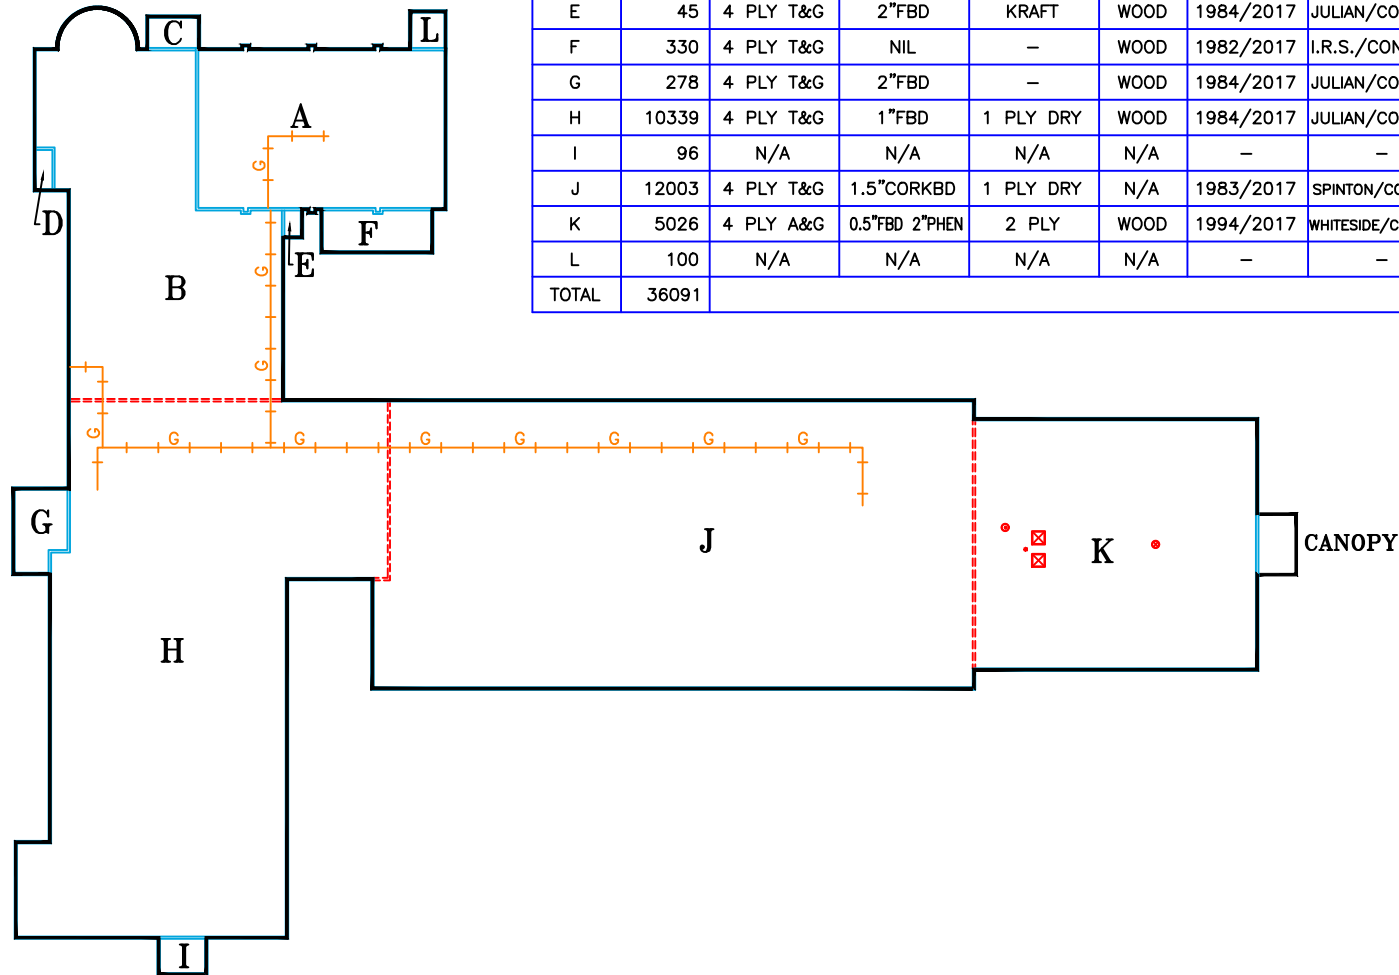 E 45 4 PLY T&G 2"FBD KRAFT WOOD 1984/2017 JULIAN/CO
F 330 4 PLY T&G NIL – WOOD 1982/2017 I.R.S./CON
G 278 4 PLY T&G 2"FBD – WOOD 1984/2017 JULIAN/CO
H 10339 4 PLY T&G 1"FBD 1 PLY DRY WOOD 1984/2017 JULIAN/CO
I 96 N/A N/A N/A N/A – –
J 12003 4 PLY T&G 1.5"CORKBD 1 PLY DRY N/A 1983/2017 SPINTON/CO
K 5026 4 PLY A&G 0.5"FBD 2"PHEN 2 PLY WOOD 1994/2017 WHITESIDE/C
L 100 N/A N/A N/A N/A – –
TOTAL 36091
C
L
A
G
D
F
E
G
B
G
G
G
G
G
G
G
G
G
G
J
K
CANOPY
H
I